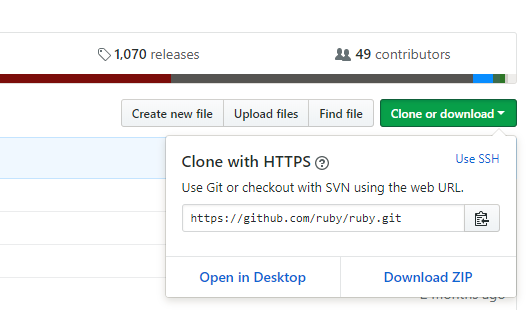 1,070 releases
49 contributors
Create new file
Upload files
Find file
Clone or download
Clone with HTTPS
Use SSH
Use Git or checkout with SVN using the web URL.
https://github.com/ruby/ruby.git
Open in Desktop
Download ZIP
2 months ago